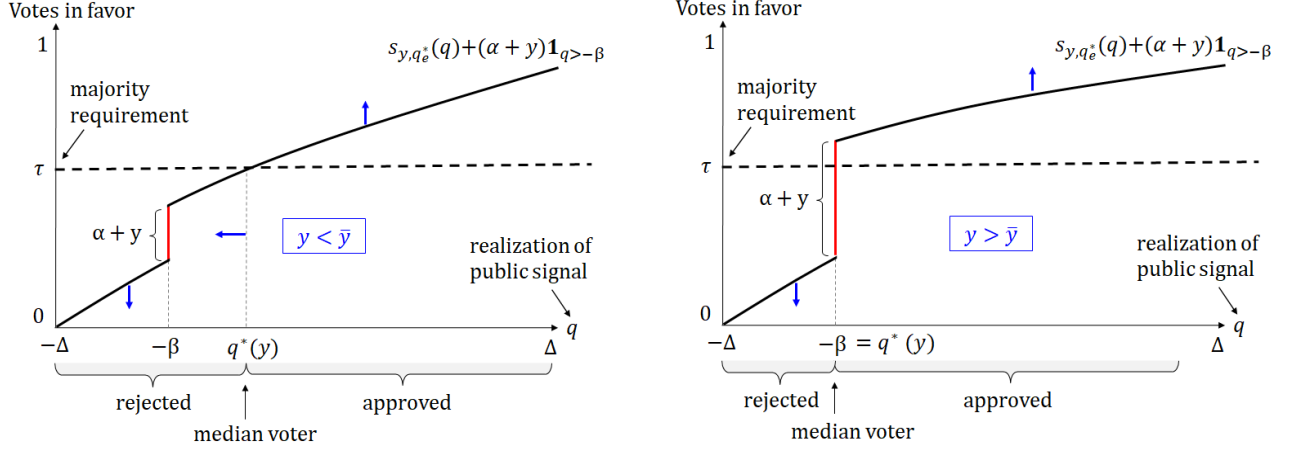 Votes in favor
1
s_{y,q_e^*}(q)+(α + y)𝟏_{q>−β}
majority
requirement
τ
α + y
y < ȳ
realization of
public signal
0
−Δ
−β
q*(y)
Δ
q
rejected
approved
median voter
Votes in favor
1
s_{y,q_e^*}(q)+(α + y)𝟏_{q>−β}
majority
requirement
τ
α + y
y > ȳ
realization of
public signal
0
−Δ
−β = q* (y)
Δ
q
rejected
approved
median voter